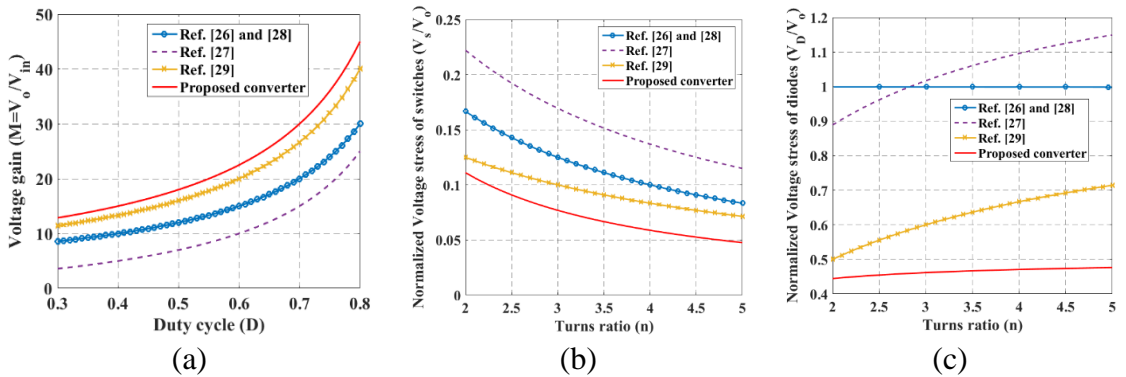 Voltage gain (M=Vo/Vin)
50
40
30
20
10
0
0.3
0.4
0.5
0.6
0.7
0.8
Duty cycle (D)
Ref. [26] and [28]
Ref. [27]
Ref. [29]
Proposed converter
(a)
Normalized Voltage stress of switches (Vs/Vo)
0.25
0.2
0.15
0.1
0.05
0
2
2.5
3
3.5
4
4.5
5
Turns ratio (n)
Ref. [26] and [28]
Ref. [27]
Ref. [29]
Proposed converter
(b)
Normalized Voltage stress of diodes (VD/Vo)
1.2
1.1
1
0.9
0.8
0.7
0.6
0.5
0.4
2
2.5
3
3.5
4
4.5
5
Turns ratio (n)
Ref. [26] and [28]
Ref. [27]
Ref. [29]
Proposed converter
(c)